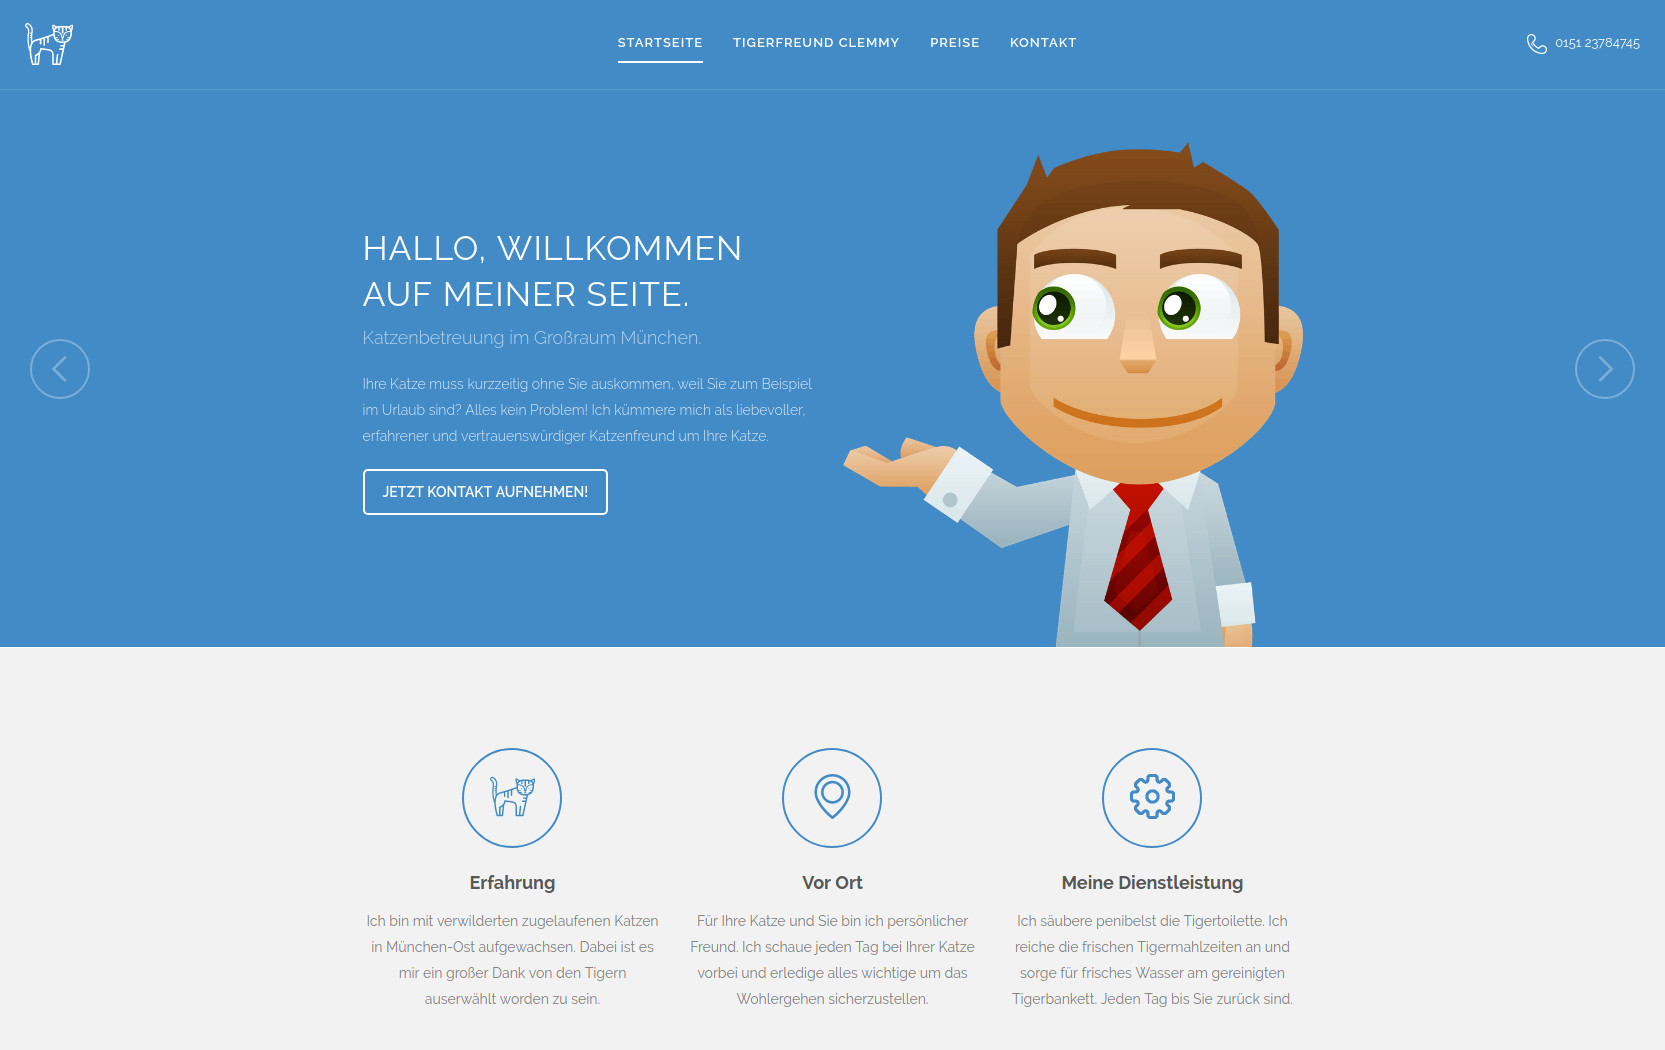 STARTSEITE TIGERFREUND CLEMMY PREISE KONTAKT
0151 23784745
HALLO, WILLKOMMEN
AUF MEINER SEITE.
Katzenbetreuung im Großraum München.
Ihre Katze muss kurzzeitig ohne Sie auskommen, weil Sie zum Beispiel
im Urlaub sind? Alles kein Problem! Ich kümmere mich als liebevoller,
erfahrener und vertrauenswürdiger Katzenfreund um Ihre Katze.
JETZT KONTAKT AUFNEHMEN!
Erfahrung
Ich bin mit verwilderten zugelaufenen Katzen
in München-Ost aufgewachsen. Dabei ist es
mir ein großer Dank von den Tigern
auserwählt worden zu sein.
Vor Ort
Für Ihre Katze und Sie bin ich persönlicher
Freund. Ich schaue jeden Tag bei Ihrer Katze
vorbei und erledige alles wichtige um das
Wohlergehen sicherzustellen.
Meine Dienstleistung
Ich säubere penibelst die Tigertoilette. Ich
reiche die frischen Tigermahlzeiten an und
sorge für frisches Wasser am gereinigten
Tigerbankett. Jeden Tag bis Sie zurück sind.